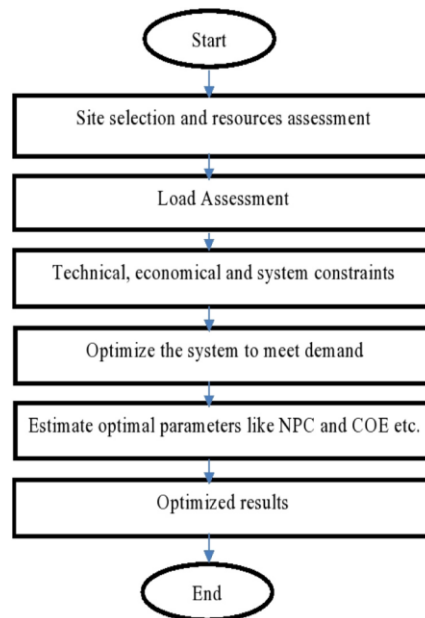 Start
Site selection and resources assessment
Load Assessment
Technical, economical and system constraints
Optimize the system to meet demand
Estimate optimal parameters like NPC and COE etc.
Optimized results
End